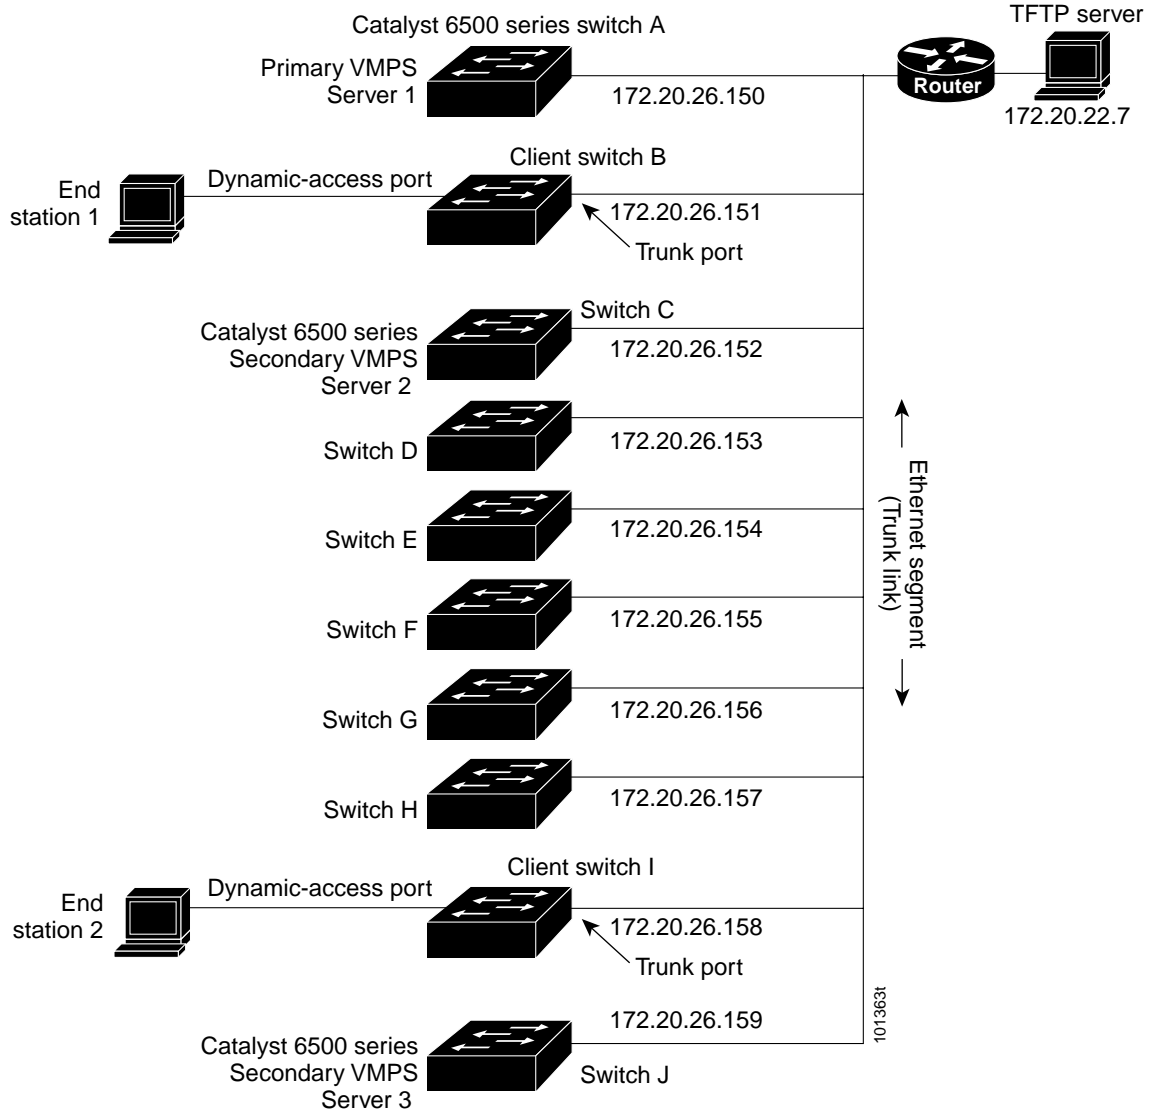 Catalyst 6500 series switch A
TFTP server
Primary VMPS
Server 1
172.20.26.150
Router
172.20.22.7
Client switch B
End
station 1
Dynamic-access port
172.20.26.151
Trunk port
Switch C
Catalyst 6500 series
Secondary VMPS
Server 2
172.20.26.152
Switch D
172.20.26.153
Ethernet segment
(Trunk link)
Switch E
172.20.26.154
Switch F
172.20.26.155
Switch G
172.20.26.156
Switch H
172.20.26.157
Client switch I
End
station 2
Dynamic-access port
172.20.26.158
Trunk port
172.20.26.159
Catalyst 6500 series
Secondary VMPS
Server 3
Switch J
101363t